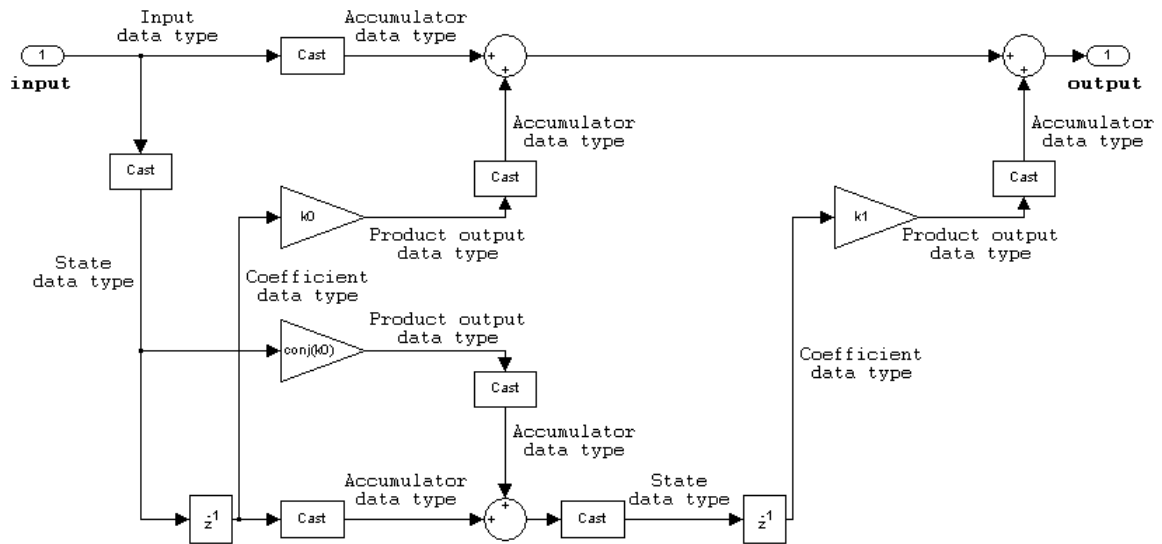 Input
data type
Accumulator
data type
1
input
Cast
+
+
+
+
1
output
Accumulator
data type
Accumulator
data type
Cast
Cast
Cast
k0
k1
Product output
data type
Product output
data type
State
data type
Coefficient
data type
Product output
data type
conj(k0)
Coefficient
data type
Cast
Accumulator
data type
Accumulator
data type
State
data type
z-1
Cast
+
+
Cast
z-1